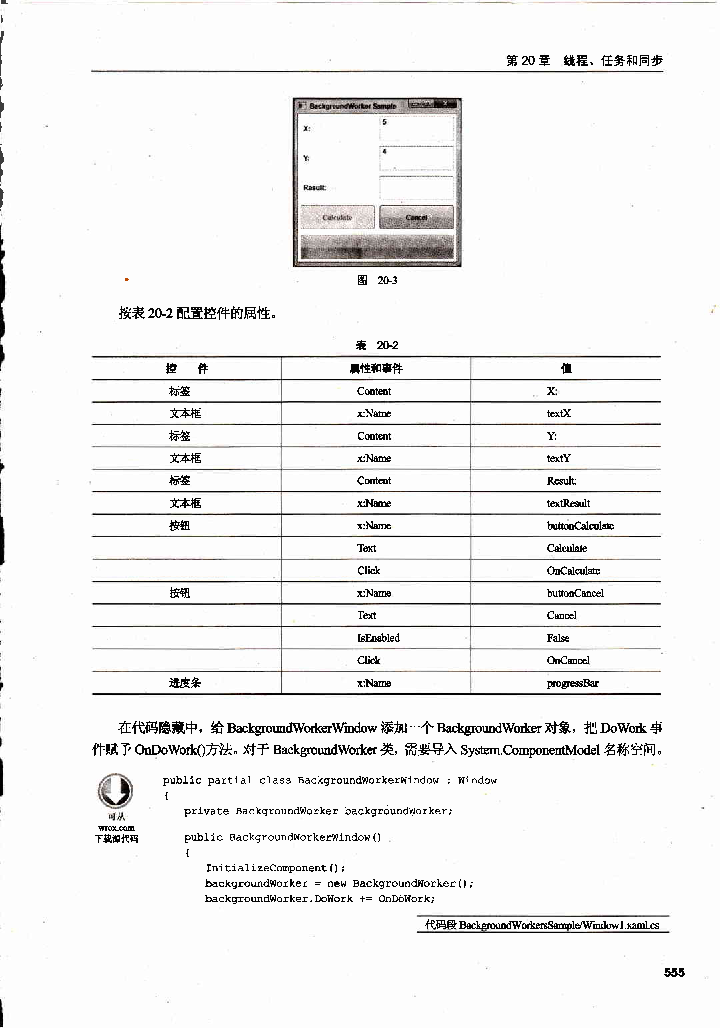 第 20 章 线程、任务和同步
BackgroundWorker Sample
X:
5
Y:
4
Result:
Calculate
Cancel
图 20-3
按表 20-2 配置控件的属性。
表 20-2
控 件 属性和事件 值
标签 Content X:
文本框 x:Name textX
标签 Content Y:
文本框 x:Name textY
标签 Content Result:
文本框 x:Name textResult
按钮 x:Name buttonCalculate
Text Calculate
Click OnCalculate
按钮 x:Name buttonCancel
Text Cancel
IsEnabled False
Click OnCancel
进度条 x:Name progressBar
在代码隐藏中，给 BackgroundWorkerWindow 添加一个 BackgroundWorker 对象，把 DoWork 事
件赋予 OnDoWork()方法。对于 BackgroundWorker 类，需要导入 System.ComponentModel 名称空间。
可从
wrox.com
下载源代码
public partial class BackgroundWorkerWindow : Window
{
private BackgroundWorker backgroundWorker;
public BackgroundWorkerWindow()
{
InitializeComponent();
backgroundWorker = new BackgroundWorker();
backgroundWorker.DoWork += OnDoWork;
代码段 BackgroundWorkersSample/Window1.xaml.cs
555